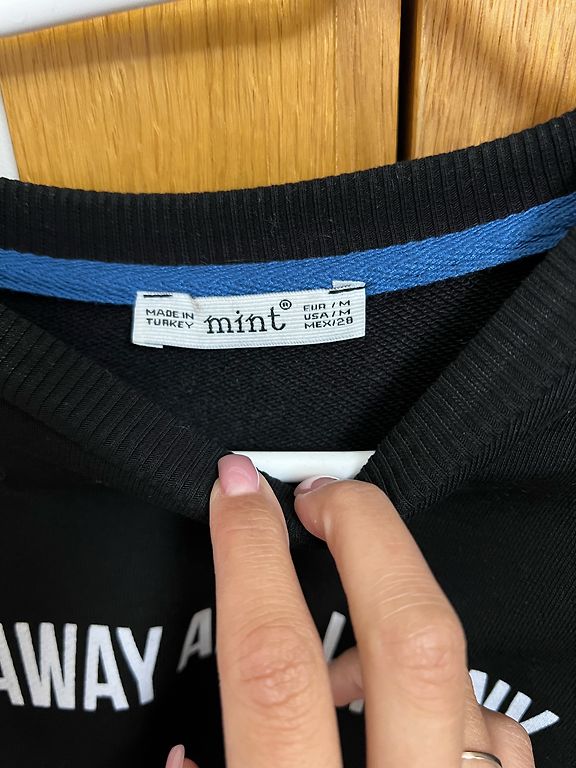 MADE IN
TURKEY
mint®
EUR / M
USA / M
MEX/28
AWAY